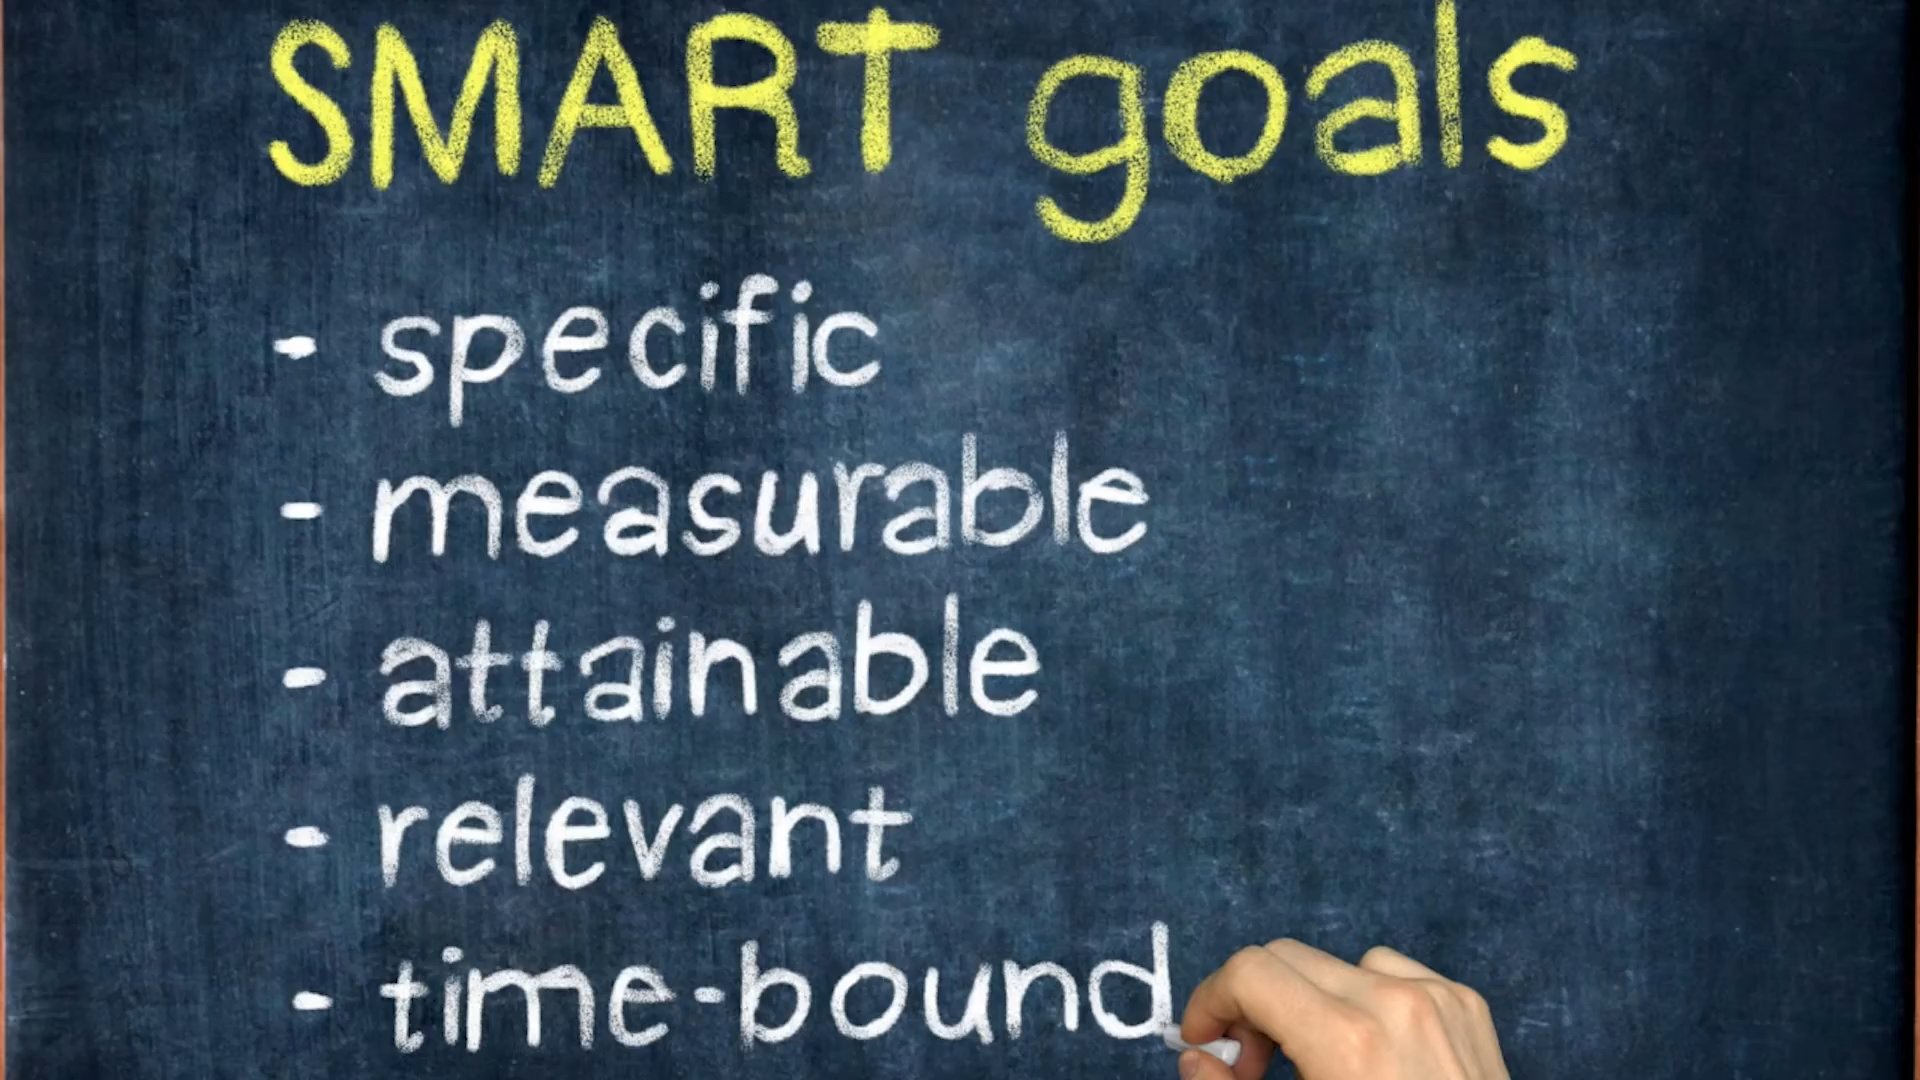 SMART goals
- specific
- measurable
- attainable
- relevant
- time-bound